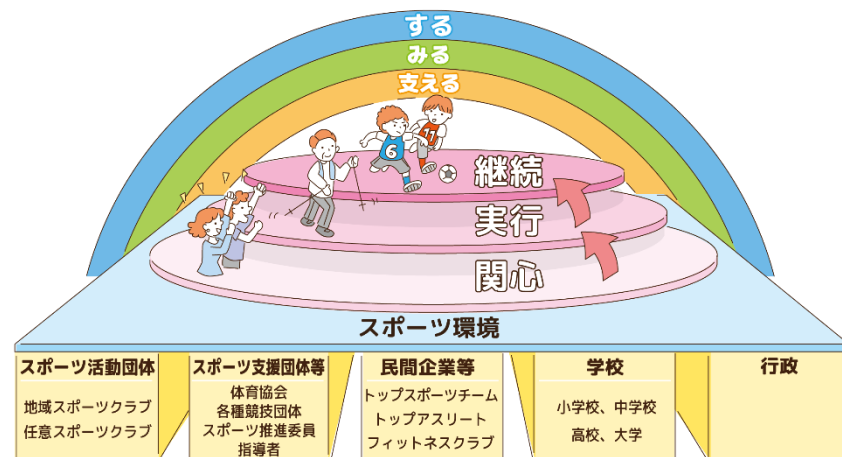 する
みる
支える
6
11
継続
実行
関心
スポーツ環境
スポーツ活動団体
地域スポーツクラブ
任意スポーツクラブ
スポーツ支援団体等
体育協会
各種競技団体
スポーツ推進委員
指導者
民間企業等
トップスポーツチーム
トップアスリート
フィットネスクラブ
学校
小学校、中学校
高校、大学
行政